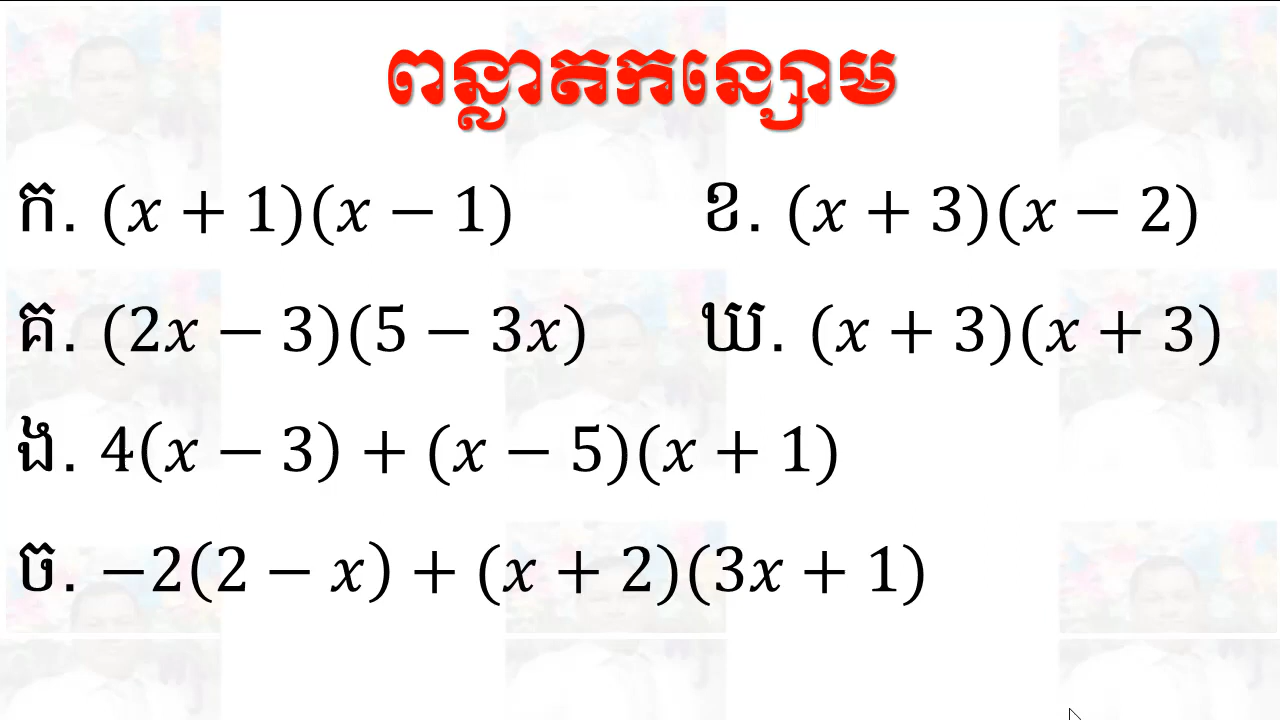 ពន្លាតកន្សោម
ក. (x + 1)(x − 1) ខ. (x + 3)(x − 2)
គ. (2x − 3)(5 − 3x) ឃ. (x + 3)(x + 3)
ង. 4(x − 3) + (x − 5)(x + 1)
ច. −2(2 − x) + (x + 2)(3x + 1)